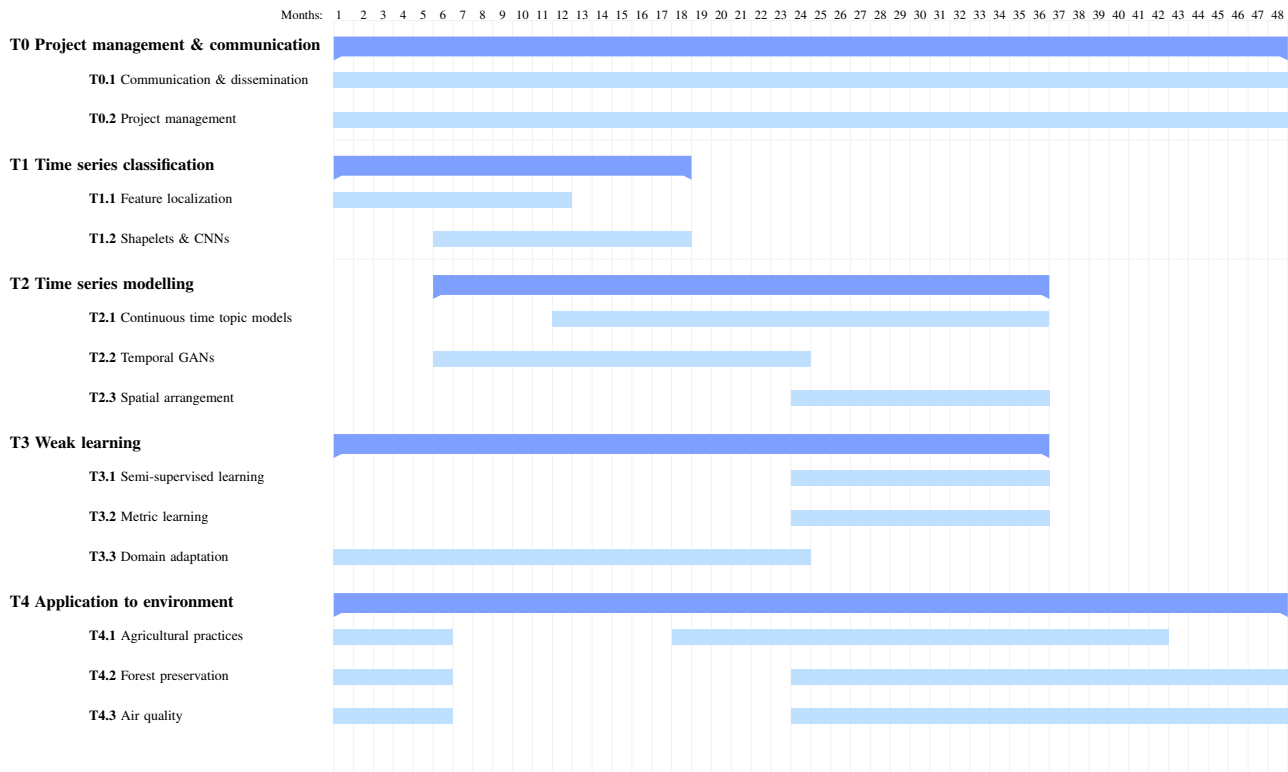 Months: 1 2 3 4 5 6 7 8 9 10 11 12 13 14 15 16 17 18 19 20 21 22 23 24 25 26 27 28 29 30 31 32 33 34 35 36 37 38 39 40 41 42 43 44 45 46 47 48
T0 Project management & communication
T0.1 Communication & dissemination
T0.2 Project management
T1 Time series classification
T1.1 Feature localization
T1.2 Shapelets & CNNs
T2 Time series modelling
T2.1 Continuous time topic models
T2.2 Temporal GANs
T2.3 Spatial arrangement
T3 Weak learning
T3.1 Semi-supervised learning
T3.2 Metric learning
T3.3 Domain adaptation
T4 Application to environment
T4.1 Agricultural practices
T4.2 Forest preservation
T4.3 Air quality